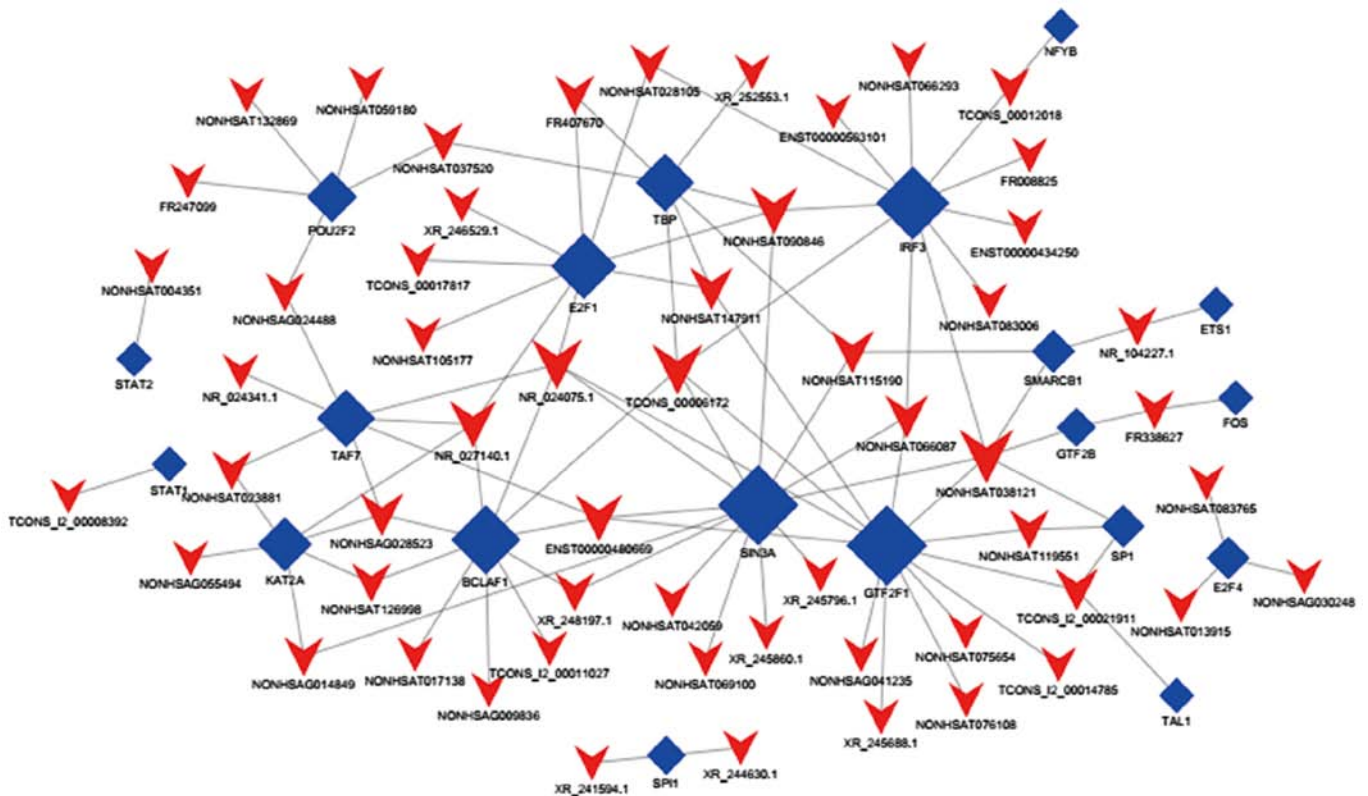 NFYB
NONHSAT066293
NONHSAT028105
XR_252553.1
NONHSAT059180
NONHSAT132869
FR407670
TCONS_00012018
ENST00000563101
NONHSAT037520
FR008825
FR247099
TBP
POU2F2
XR_246529.1
NONHSAT090846
IRF3
ENST00000434250
NONHSAT004351
TCONS_00017817
E2F1
NONHSAG024488
NONHSAT147911
NONHSAT083006
ETS1
NONHSAT105177
NR_104227.1
STAT2
NR_024341.1
NR_024075.1
TCONS_00006172
NONHSAT115190
SMARCB1
FOS
TAF7
NR_027140.1
NONHSAT066087
GTF2B
FR338627
STAT1
NONHSAT023881
NONHSAT038121
TCONS_I2_00008392
NONHSAT083765
NONHSAG028523
ENST00000480669
SIN3A
NONHSAT119551
SP1
NONHSAG055494
KAT2A
BCLAF1
GTF2F1
E2F4
NONHSAT126998
XR_248197.1
NONHSAT042059
XR_245796.1
TCONS_I2_00021911
NONHSAG030248
NONHSAT013915
NONHSAG014849
NONHSAT017138
TCONS_I2_00011027
XR_245860.1
NONHSAT075654
NONHSAT069100
NONHSAG041235
TCONS_I2_00014785
NONHSAG009836
NONHSAT076108
TAL1
XR_245688.1
XR_241594.1
SPI1
XR_244630.1